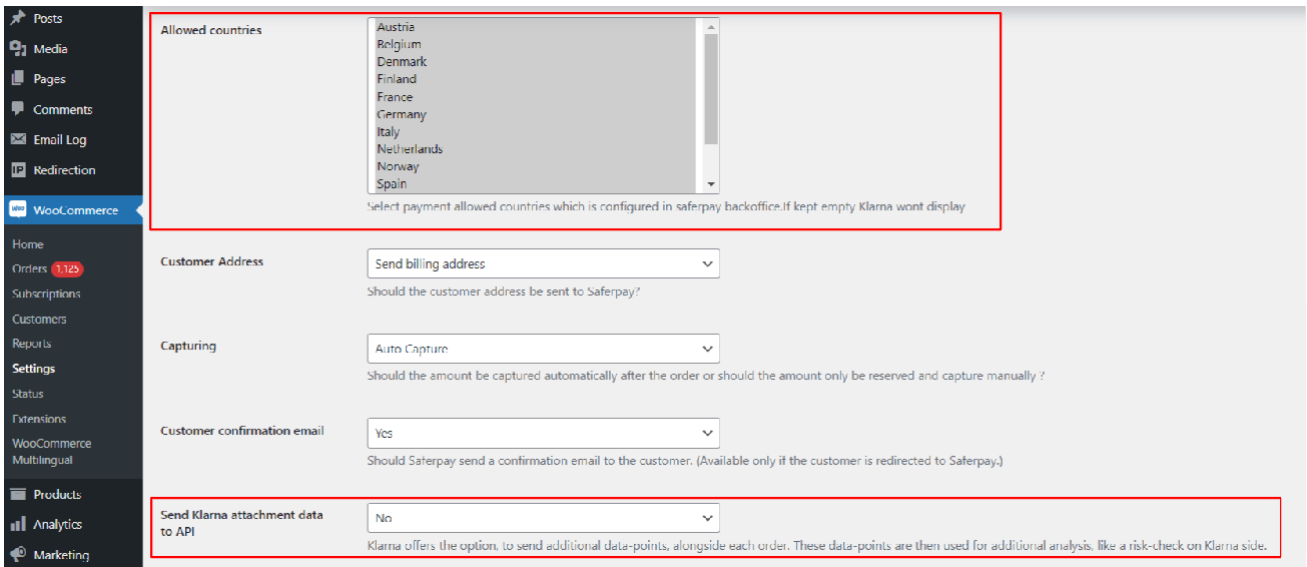 Posts
Media
Pages
Comments
Email Log
Redirection
WooCommerce
Home
Orders 1,125
Subscriptions
Customers
Reports
Settings
Status
Extensions
WooCommerce
Multilingual
Products
Analytics
Marketing
Allowed countries
Austria
Belgium
Denmark
Finland
France
Germany
Italy
Netherlands
Norway
Spain
Select payment allowed countries which is configured in saferpay backoffice.If kept empty Klarna wont display
Customer Address
Send billing address
Should the customer address be sent to Saferpay?
Capturing
Auto Capture
Should the amount be captured automatically after the order or should the amount only be reserved and capture manually ?
Customer confirmation email
Yes
Should Saferpay send a confirmation email to the customer. (Available only if the customer is redirected to Saferpay.)
Send Klarna attachment data
to API
No
Klarna offers the option, to send additional data-points, alongside each order. These data-points are then used for additional analysis, like a risk-check on Klarna side.